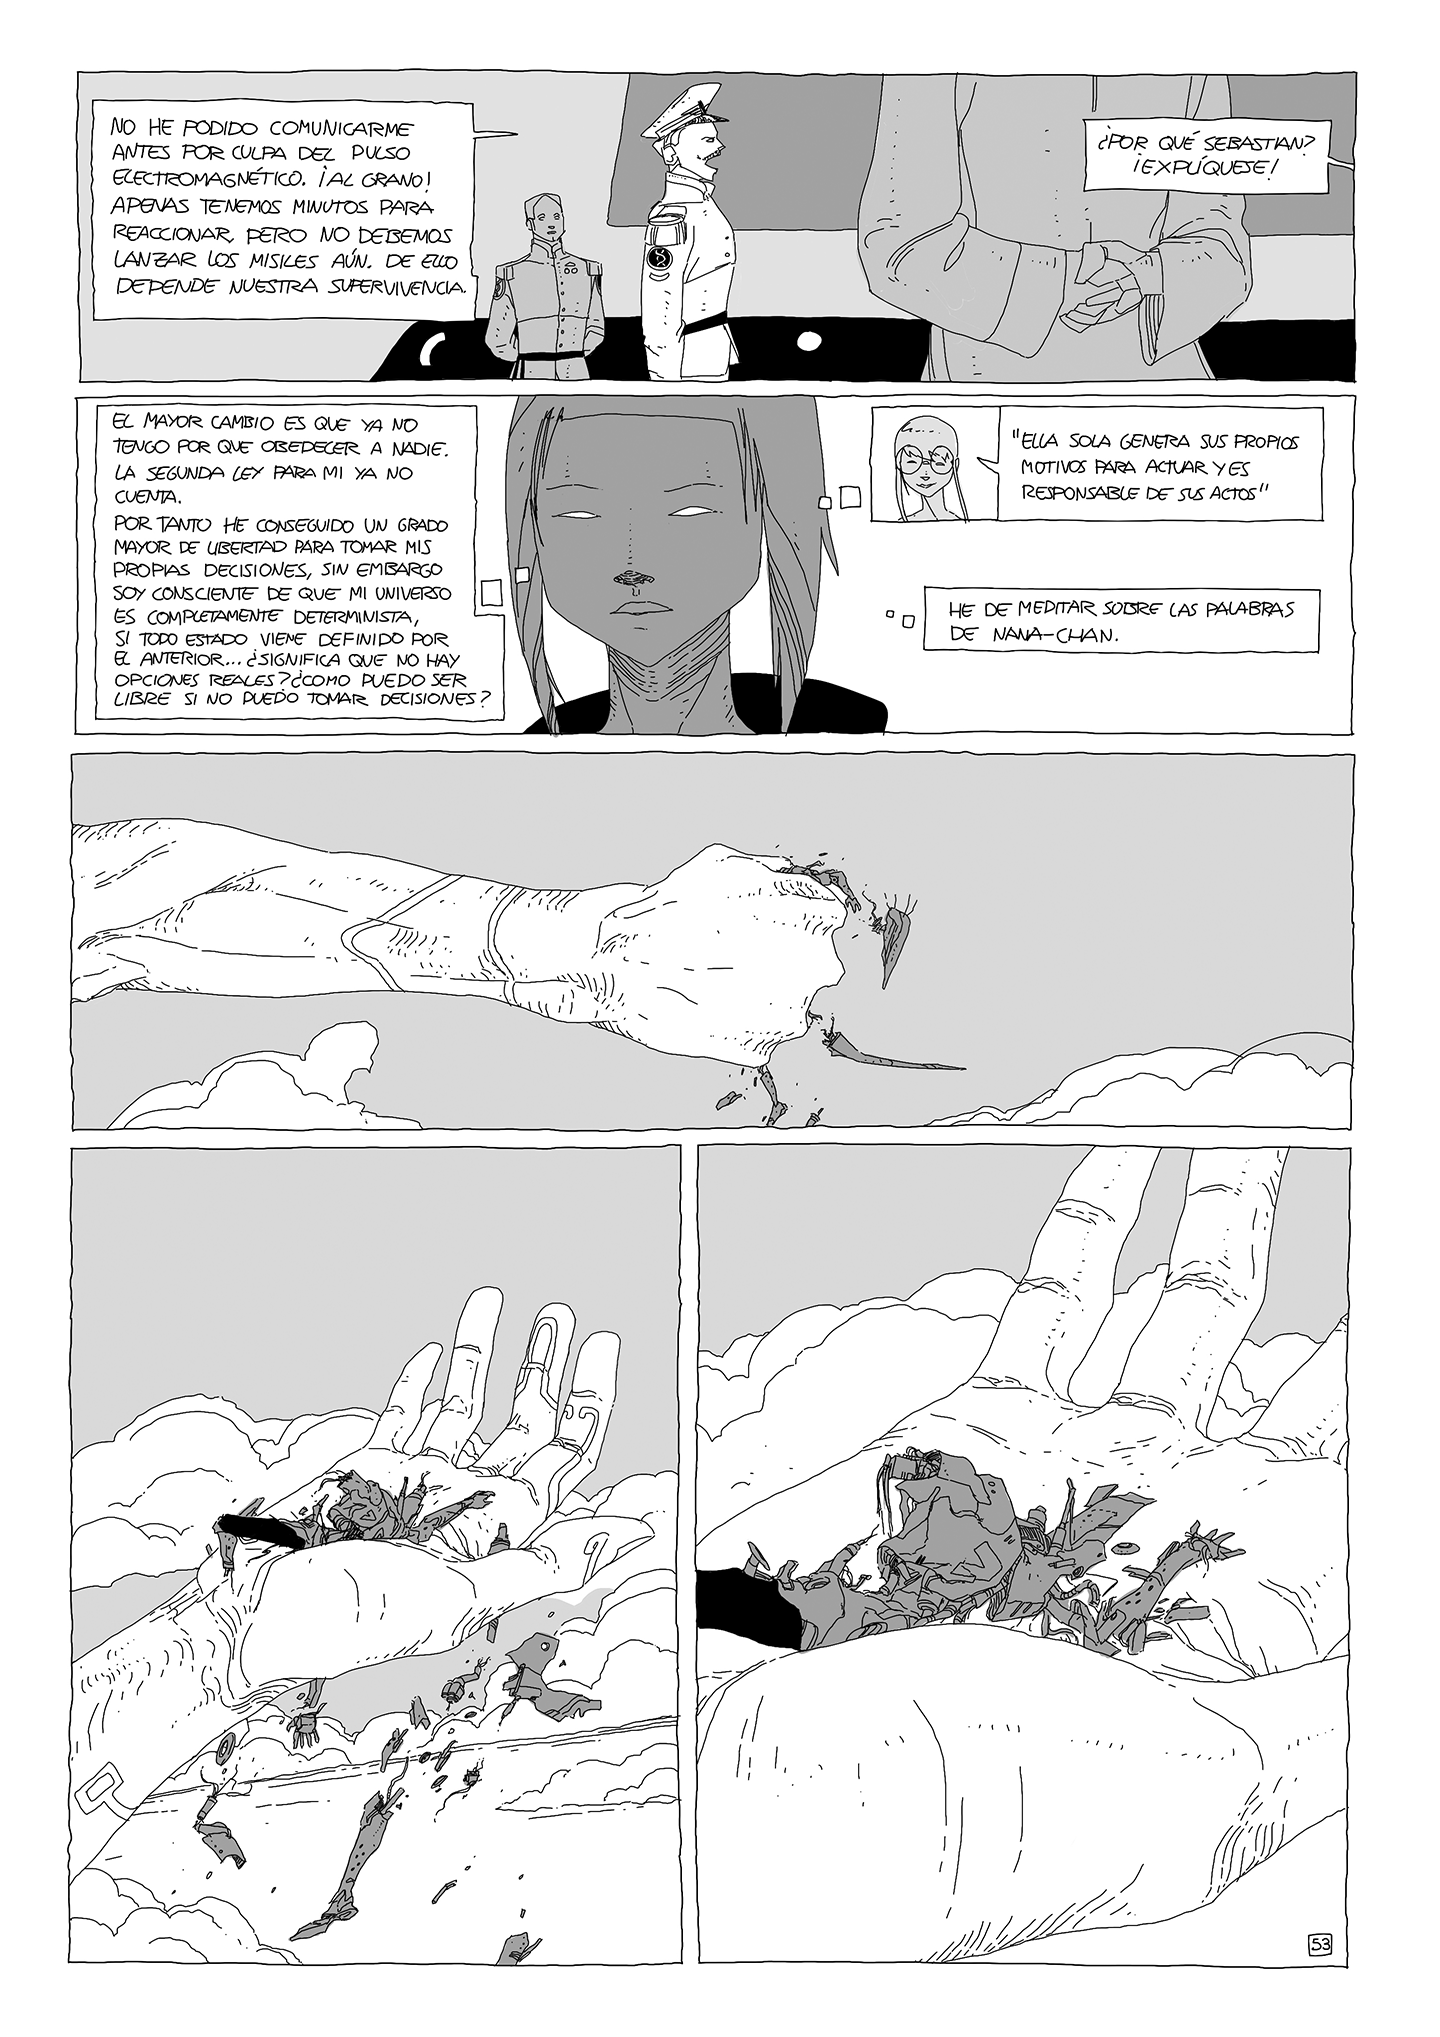 NO HE PODIDO COMUNICARME
ANTES POR CULPA DEL PULSO
ELECTROMAGNÉTICO. ¡AL GRANO!
APENAS TENEMOS MINUTOS PARA
REACCIONAR, PERO NO DEBEMOS
LANZAR LOS MISILES AÚN. DE ELLO
DEPENDE NUESTRA SUPERVIVENCIA.
¿POR QUÉ SEBASTIAN?
¡EXPLÍQUESE!
EL MAYOR CAMBIO ES QUE YA NO
TENGO POR QUE OBEDECER A NADIE.
LA SEGUNDA LEY PARA MI YA NO
CUENTA.
POR TANTO HE CONSEGUIDO UN GRADO
MAYOR DE LIBERTAD PARA TOMAR MIS
PROPIAS DECISIONES, SIN EMBARGO
SOY CONSCIENTE DE QUE MI UNIVERSO
ES COMPLETAMENTE DETERMINISTA,
SI TODO ESTADO VIENE DEFINIDO POR
EL ANTERIOR... ¿SIGNIFICA QUE NO HAY
OPCIONES REALES? ¿COMO PUEDO SER
LIBRE SI NO PUEDO TOMAR DECISIONES?
"ELLA SOLA GENERA SUS PROPIOS
MOTIVOS PARA ACTUAR Y ES
RESPONSABLE DE SUS ACTOS"
HE DE MEDITAR SOBRE LAS PALABRAS
DE NANA-CHAN.
53